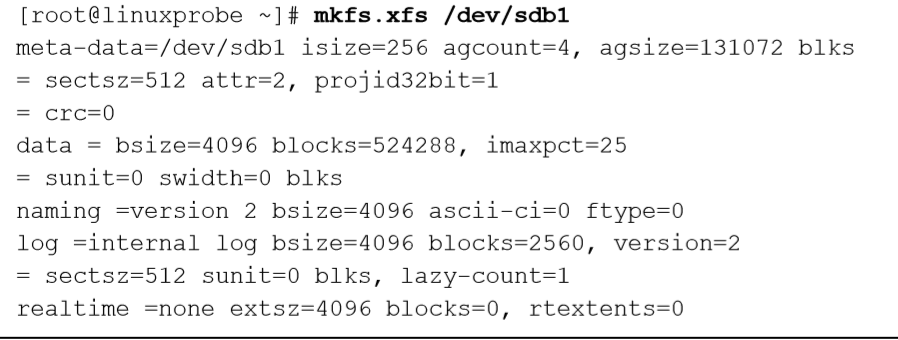 [root@linuxprobe ~]# mkfs.xfs /dev/sdb1
meta-data=/dev/sdb1 isize=256 agcount=4, agsize=131072 blks
= sectsz=512 attr=2, projid32bit=1
= crc=0
data = bsize=4096 blocks=524288, imaxpct=25
= sunit=0 swidth=0 blks
naming =version 2 bsize=4096 ascii-ci=0 ftype=0
log =internal log bsize=4096 blocks=2560, version=2
= sectsz=512 sunit=0 blks, lazy-count=1
realtime =none extsz=4096 blocks=0, rtextents=0